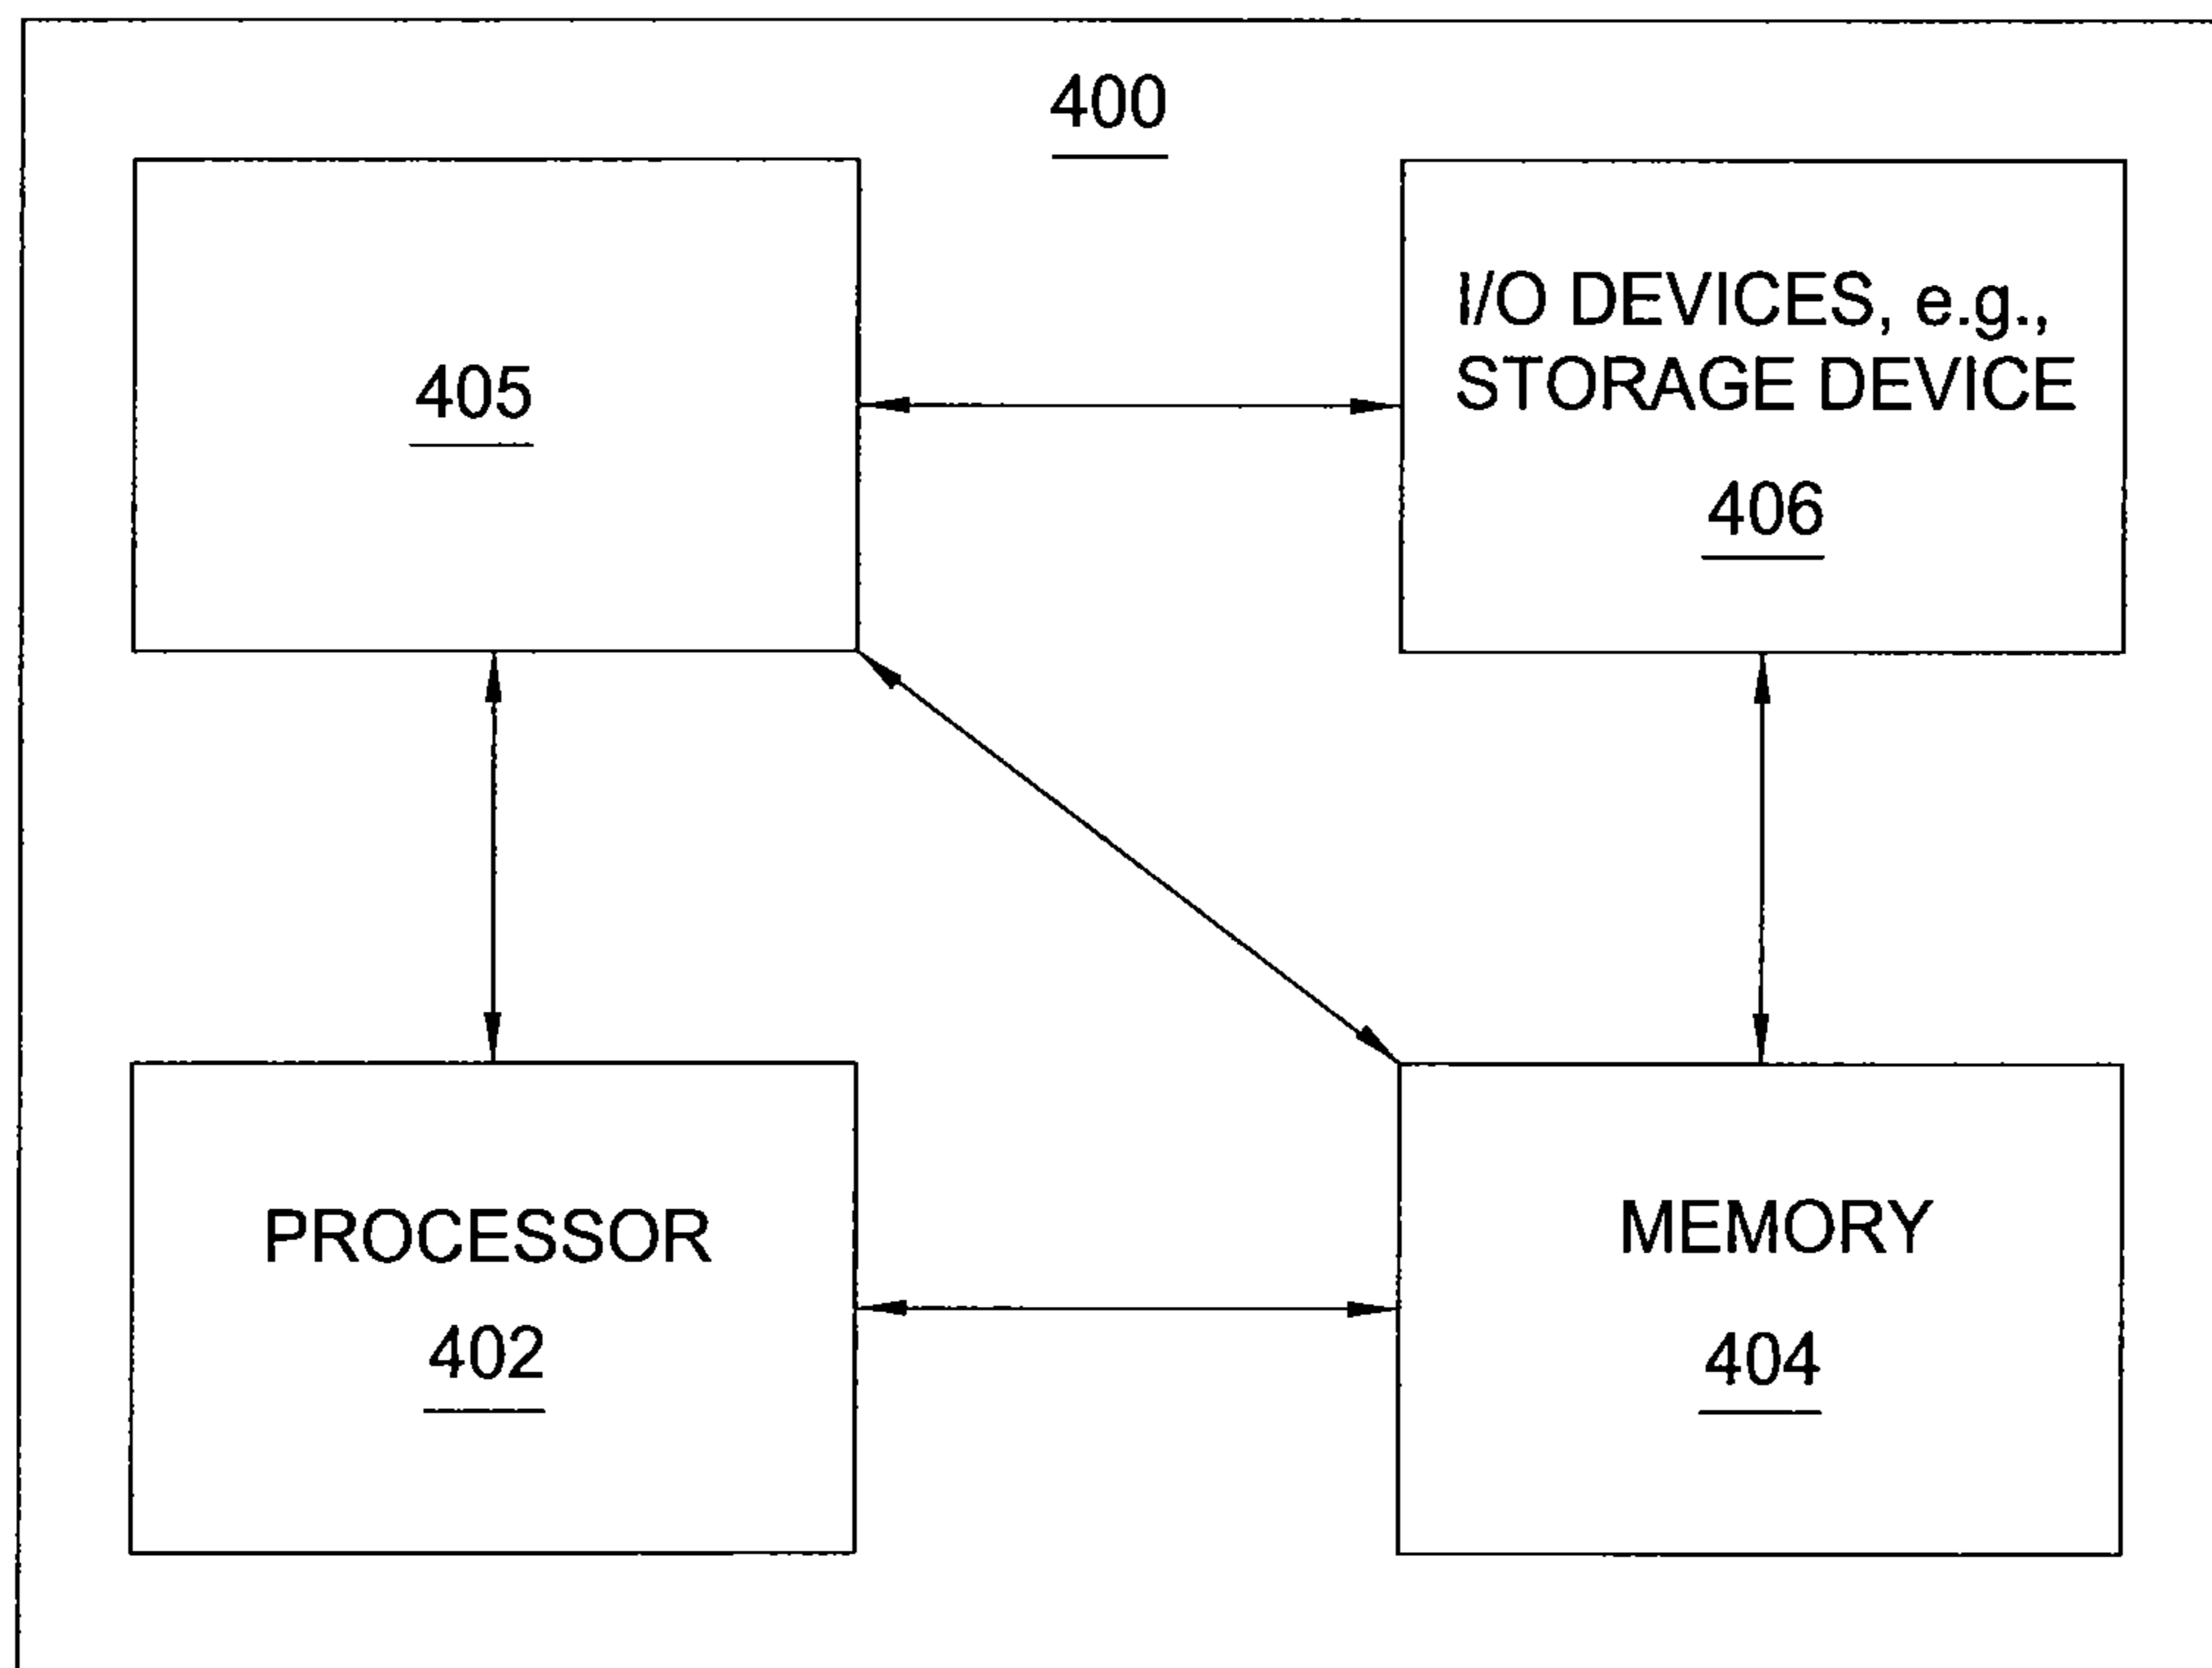 400
405
I/O DEVICES, e.g.,
STORAGE DEVICE
406
PROCESSOR
402
MEMORY
404